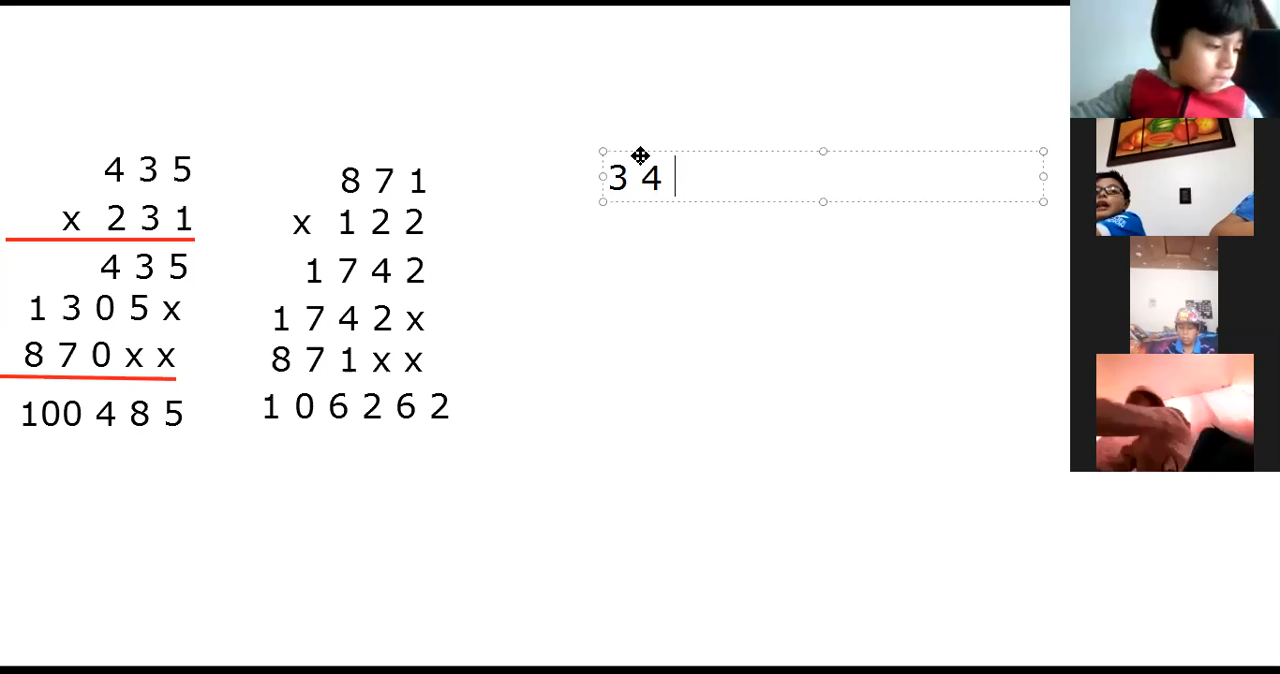 4 3 5
x 2 3 1
4 3 5
1 3 0 5 x
8 7 0 x x
100 4 8 5
8 7 1
x 1 2 2
1 7 4 2
1 7 4 2 x
8 7 1 x x
1 0 6 2 6 2
3 4